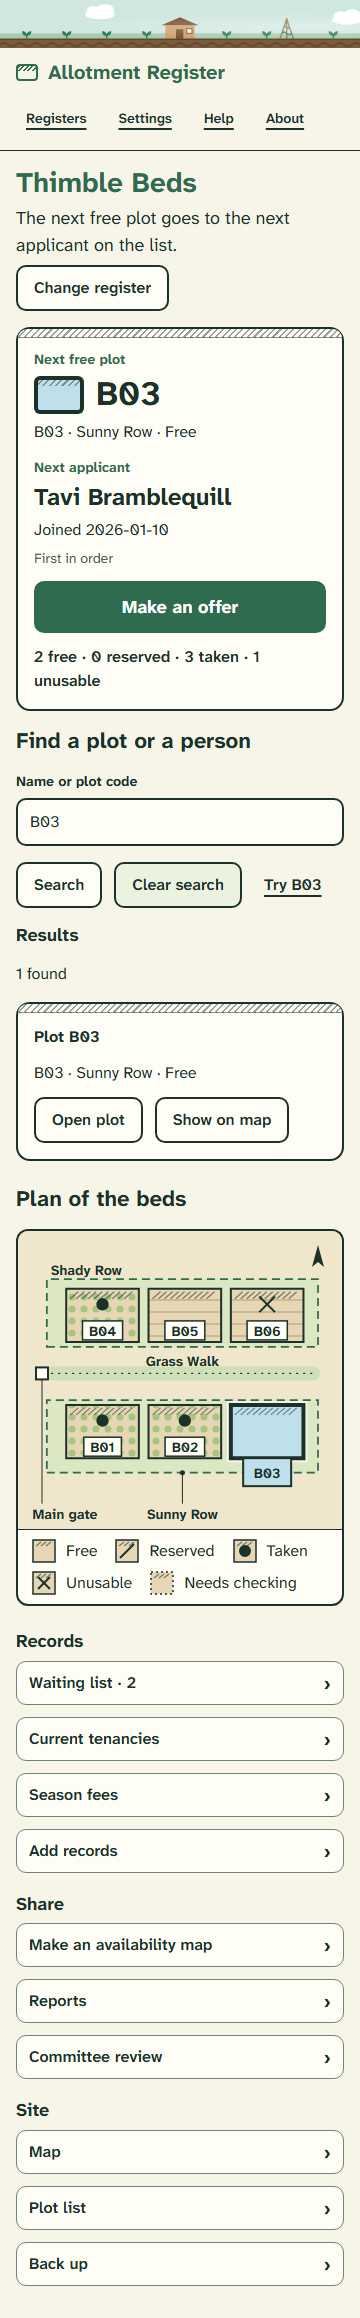 Allotment Register
Registers
Settings
Help
About
Thimble Beds
The next free plot goes to the next
applicant on the list.
Change register
Next free plot
B03
B03 · Sunny Row · Free
Next applicant
Tavi Bramblequill
Joined 2026-01-10
First in order
Make an offer
2 free · 0 reserved · 3 taken · 1
unusable
Find a plot or a person
Name or plot code
B03
Search
Clear search
Try B03
Results
1 found
Plot B03
B03 · Sunny Row · Free
Open plot
Show on map
Plan of the beds
Shady Row
B04
B05
B06
Grass Walk
B01
B02
B03
Main gate
Sunny Row
Free
Reserved
Taken
Unusable
Needs checking
Records
Waiting list · 2
Current tenancies
Season fees
Add records
Share
Make an availability map
Reports
Committee review
Site
Map
Plot list
Back up